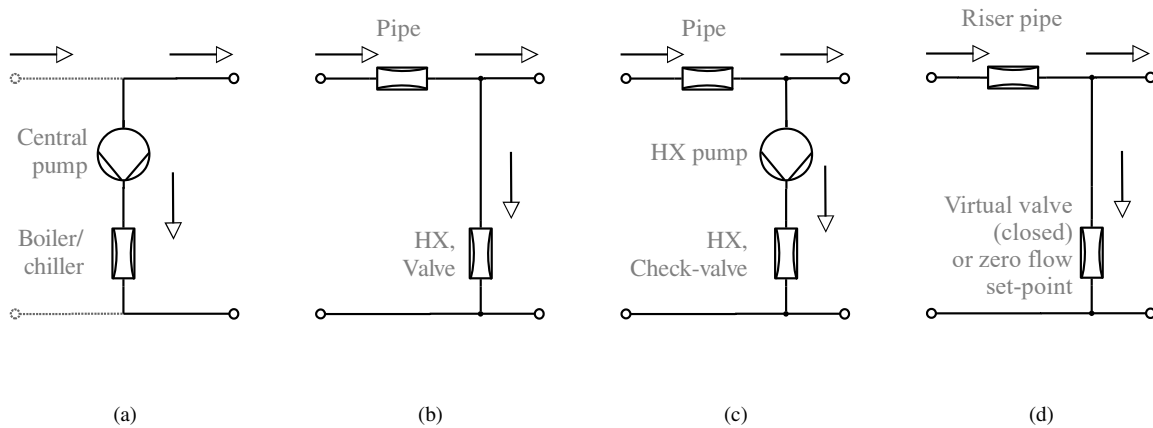 Pipe
Pipe
Riser pipe
Central
pump
HX pump
Boiler/
chiller
HX,
Valve
HX,
Check-valve
Virtual valve
(closed)
or zero flow
set-point
(a)
(b)
(c)
(d)